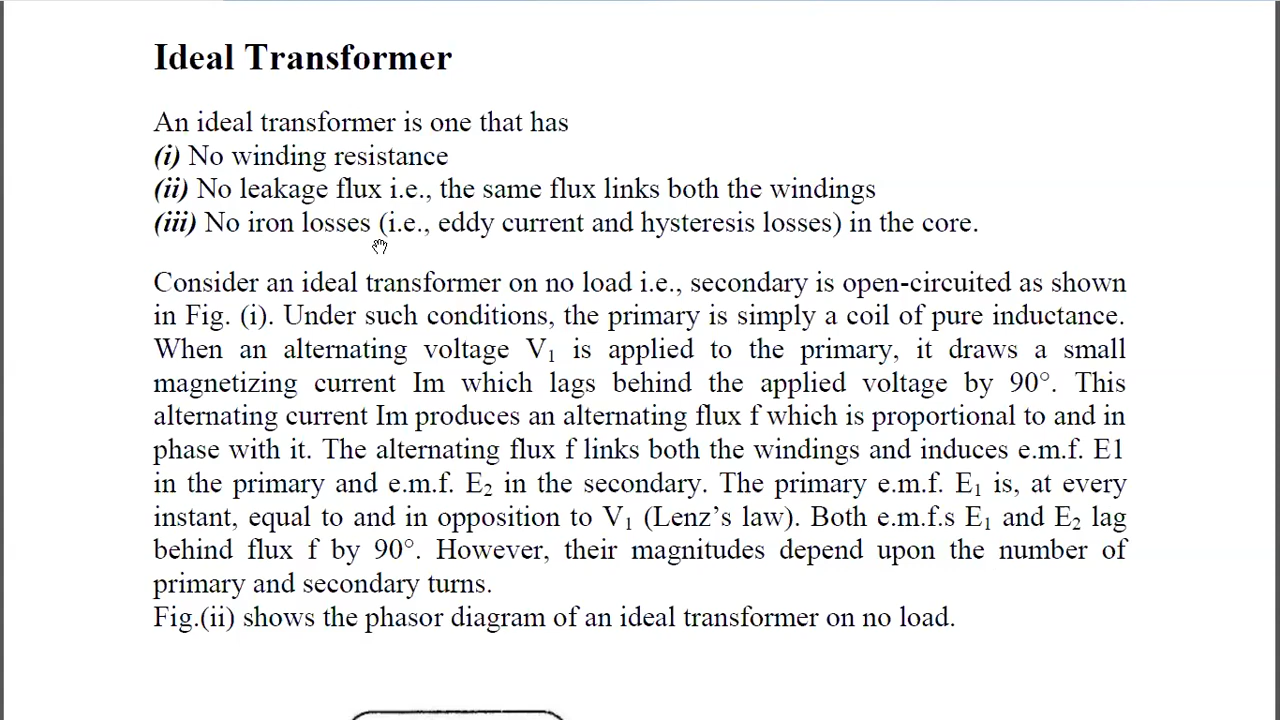 Ideal Transformer
An ideal transformer is one that has
(i) No winding resistance
(ii) No leakage flux i.e., the same flux links both the windings
(iii) No iron losses (i.e., eddy current and hysteresis losses) in the core.
Consider an ideal transformer on no load i.e., secondary is open-circuited as shown
in Fig. (i). Under such conditions, the primary is simply a coil of pure inductance.
When an alternating voltage V₁ is applied to the primary, it draws a small
magnetizing current Im which lags behind the applied voltage by 90°. This
alternating current Im produces an alternating flux f which is proportional to and in
phase with it. The alternating flux f links both the windings and induces e.m.f. E1
in the primary and e.m.f. E₂ in the secondary. The primary e.m.f. E₁ is, at every
instant, equal to and in opposition to V₁ (Lenz’s law). Both e.m.f.s E₁ and E₂ lag
behind flux f by 90°. However, their magnitudes depend upon the number of
primary and secondary turns.
Fig.(ii) shows the phasor diagram of an ideal transformer on no load.